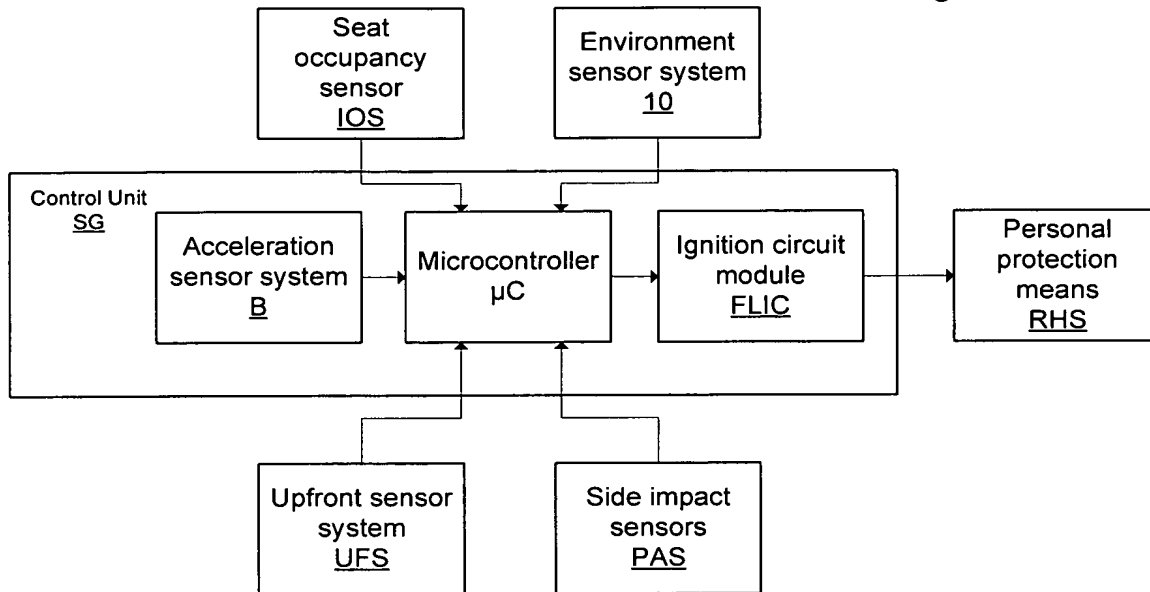 Seat
occupancy
sensor
IOS
Environment
sensor system
10
Control Unit
SG
Acceleration
sensor system
B
Microcontroller
µC
Ignition circuit
module
FLIC
Personal
protection
means
RHS
Upfront sensor
system
UFS
Side impact
sensors
PAS